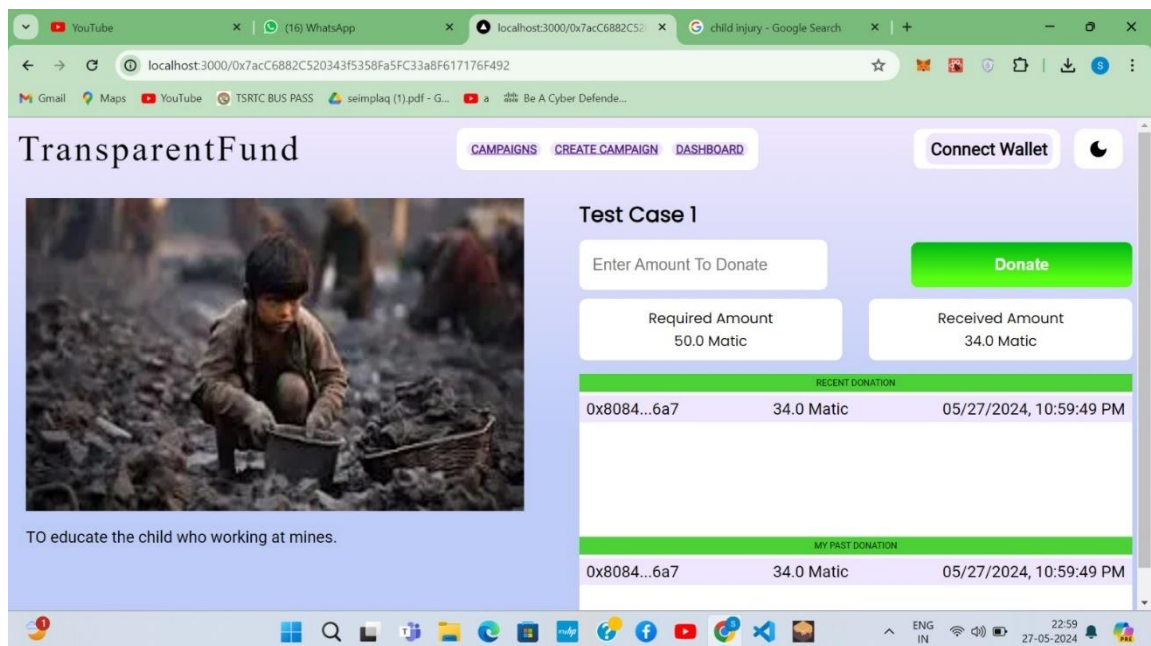 YouTube
(16) WhatsApp
localhost:3000/0x7acC6882C52
child injury - Google Search
localhost:3000/0x7acC6882C520343f5358Fa5FC33a8F617176F492
S
Gmail Maps YouTube TSRTC BUS PASS seimplaq (1).pdf - G... a Be A Cyber Defende...
TransparentFund
CAMPAIGNS CREATE CAMPAIGN DASHBOARD
Connect Wallet
Test Case 1
Enter Amount To Donate
Donate
Required Amount
50.0 Matic
Received Amount
34.0 Matic
RECENT DONATION
0x8084...6a7 34.0 Matic 05/27/2024, 10:59:49 PM
TO educate the child who working at mines.
MY PAST DONATION
0x8084...6a7 34.0 Matic 05/27/2024, 10:59:49 PM
1
ENG
IN
22:59
27-05-2024
PRE